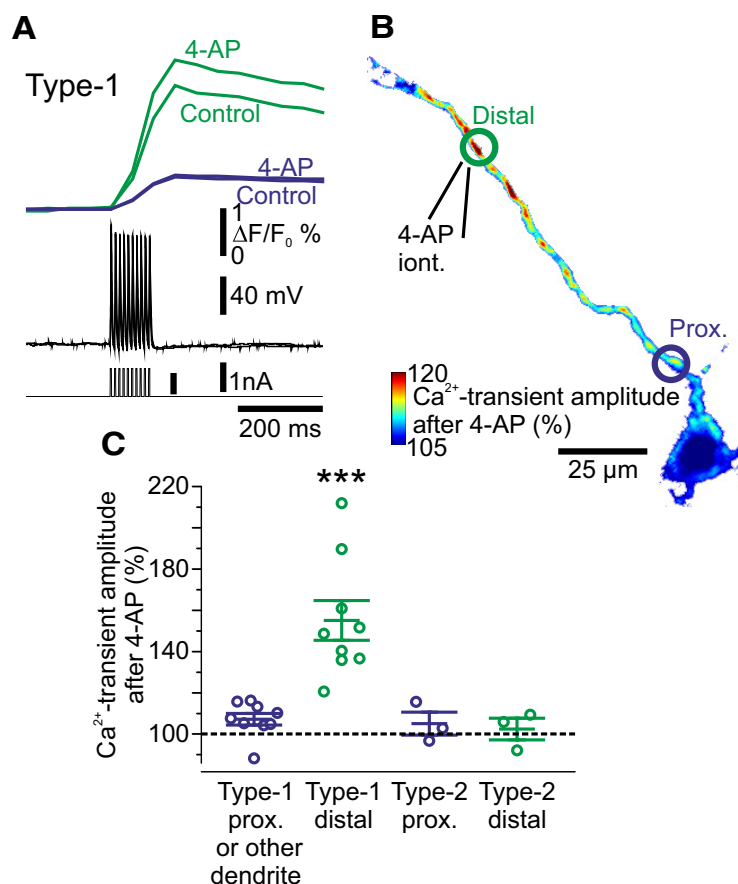 A
Type-1
4-AP
Control
4-AP
Control
1
ΔF/F₀ %
0
40 mV
1nA
200 ms
B
Distal
4-AP
iont.
Prox.
120
Ca²⁺-transient amplitude
after 4-AP (%)
105
25 µm
C
Ca²⁺-transient amplitude
after 4-AP (%)
220
180
140
100
***
Type-1
prox.
or other
dendrite
Type-1
distal
Type-2
prox.
Type-2
distal